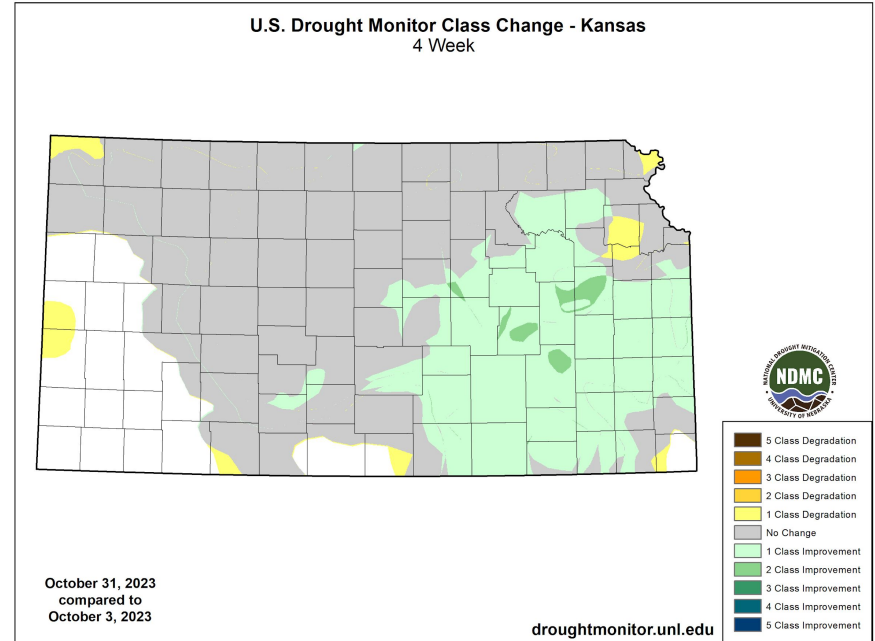 U.S. Drought Monitor Class Change - Kansas
4 Week
NATIONAL DROUGHT MITIGATION CENTER
NDMC
UNIVERSITY OF NEBRASKA
5 Class Degradation
4 Class Degradation
3 Class Degradation
2 Class Degradation
1 Class Degradation
No Change
1 Class Improvement
2 Class Improvement
3 Class Improvement
4 Class Improvement
5 Class Improvement
October 31, 2023
compared to
October 3, 2023
droughtmonitor.unl.edu